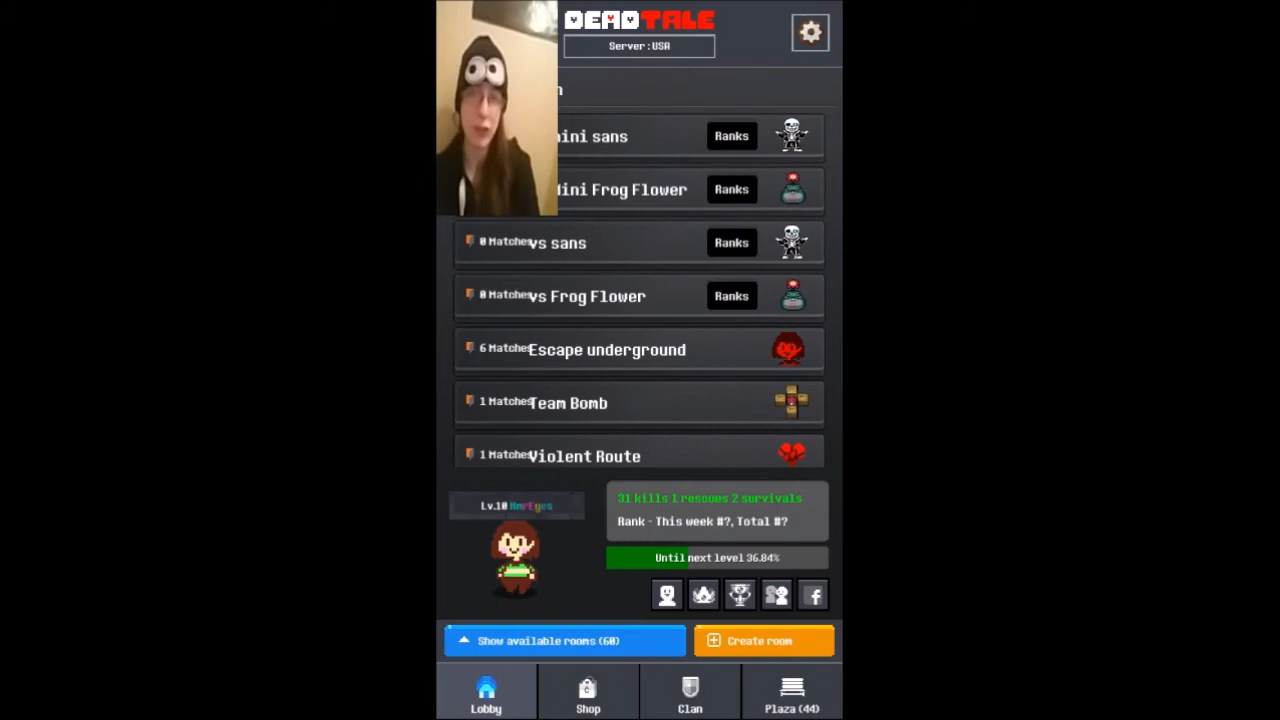 DEADTALE
Server:USA
Ranks
Frog Flower
Ranks
0 Matches vs sans
Ranks
0 Matches vs Frog Flower
Ranks
6 Matches Escape underground
1 Matches Team Bomb
1 Matches Violent Route
Lv.10 HmrEyes
31 kills 1 rescues 2 survivals
Rank - This week #?, Total #?
Until next level 36.84%
Show available rooms (60)
Create room
Lobby
Shop
Clan
Plaza (44)